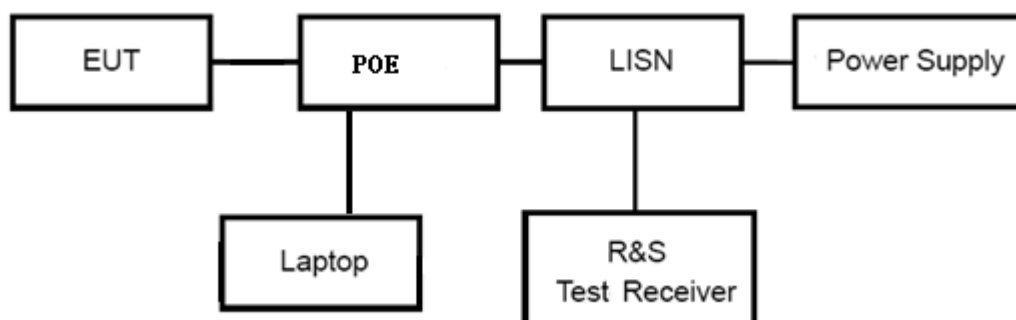 EUT
POE
LISN
Power Supply
Laptop
R&S
Test Receiver